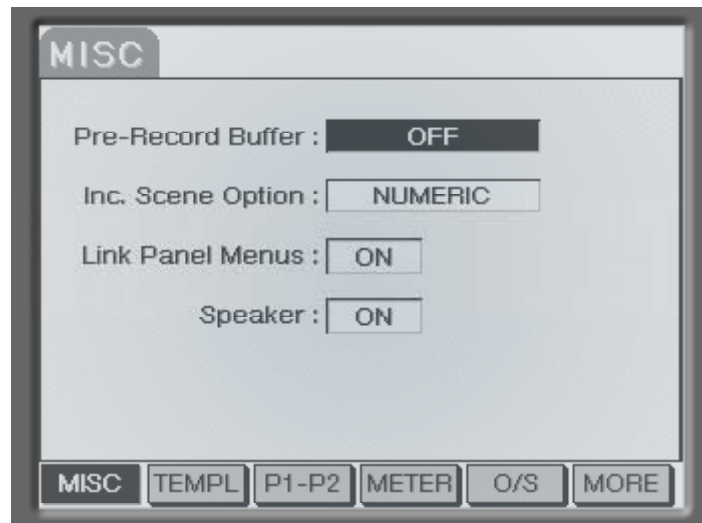 MISC
Pre-Record Buffer : OFF
Inc. Scene Option : NUMERIC
Link Panel Menus : ON
Speaker : ON
MISC TEMPL P1-P2 METER O/S MORE